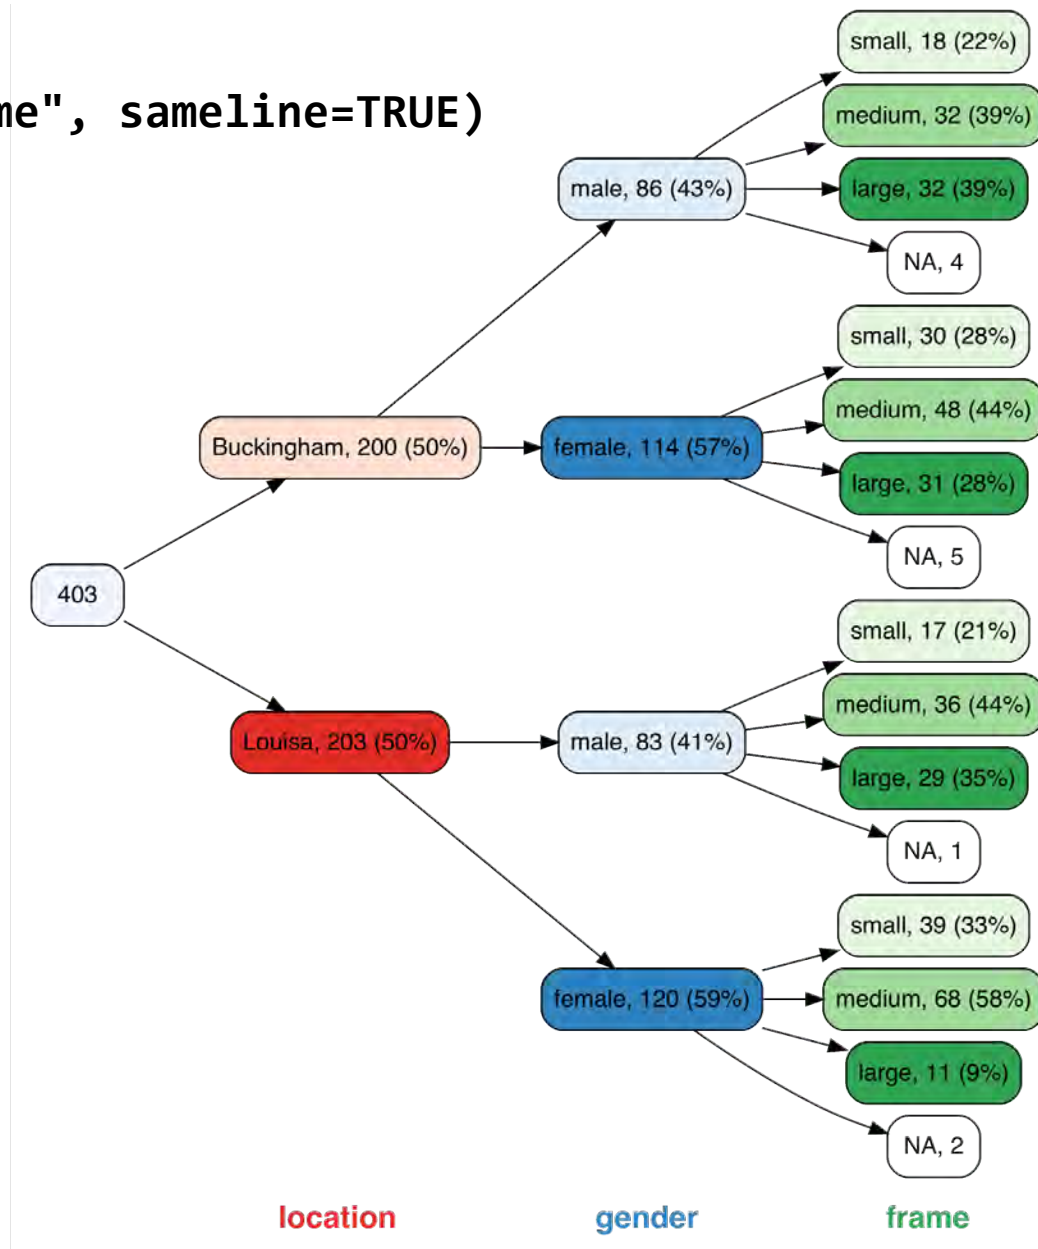 me", sameline=TRUE)
small, 18 (22%)
medium, 32 (39%)
male, 86 (43%)
large, 32 (39%)
NA, 4
small, 30 (28%)
medium, 48 (44%)
Buckingham, 200 (50%)
female, 114 (57%)
large, 31 (28%)
NA, 5
403
small, 17 (21%)
medium, 36 (44%)
Louisa, 203 (50%)
male, 83 (41%)
large, 29 (35%)
NA, 1
small, 39 (33%)
female, 120 (59%)
medium, 68 (58%)
large, 11 (9%)
NA, 2
location gender frame